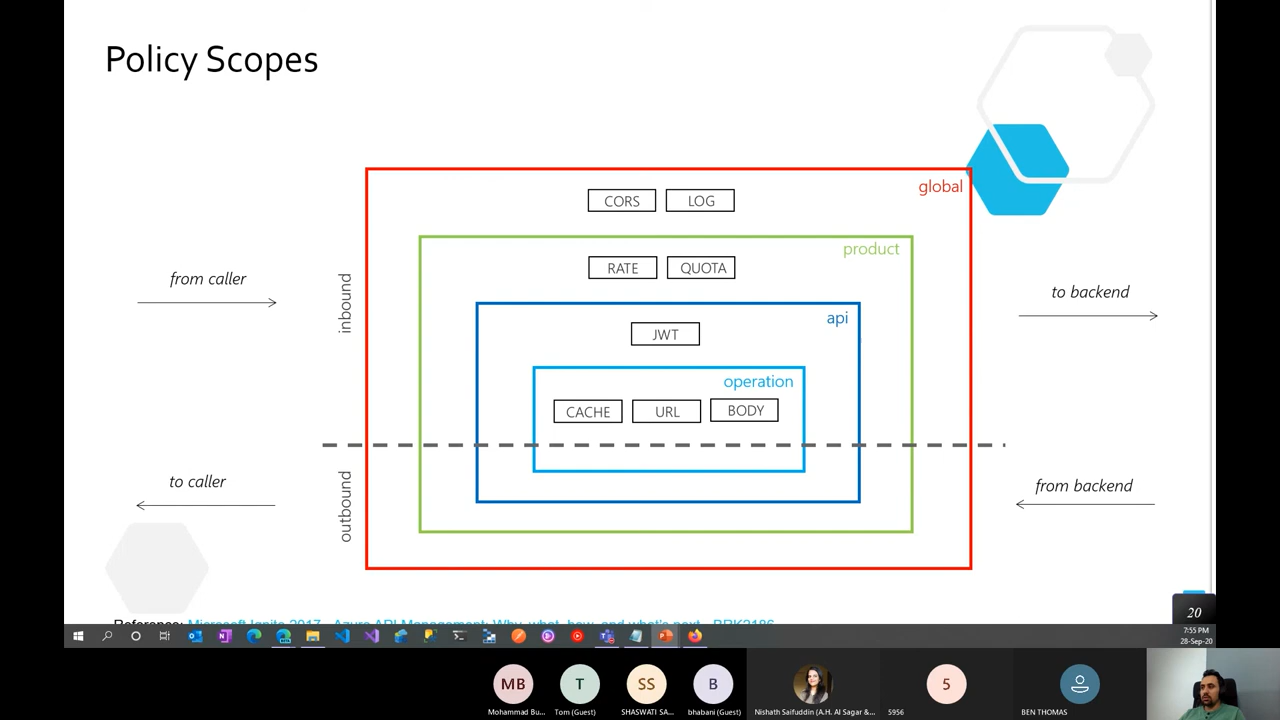 Policy Scopes
global
CORS LOG
product
RATE QUOTA
from caller
inbound
to backend
api
JWT
operation
CACHE URL BODY
to caller
outbound
from backend
Reference: Microsoft Ignite 2017 - Azure API Management: Why, what, how, and what's next - BRK2186
20
7:55 PM
28-Sep-20
MB T SS B 5
Mohammad Bu... Tom (Guest) SHASWATI SA... bhabani (Guest) Nishath Saifuddin (A.H. Al Sagar &... 5956 BEN THOMAS